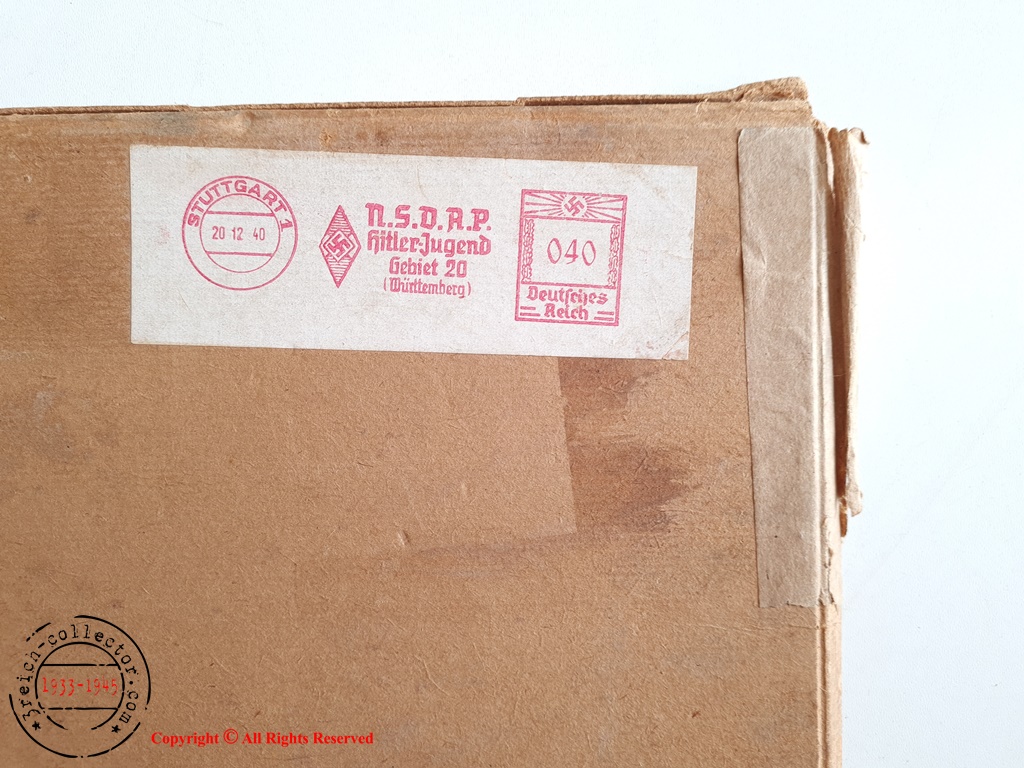 STUTTGART 1
20 12 40
N.S.D.A.P.
Hitler-Jugend
Gebiet 20
(Württemberg)
040
Deutsches
Reich
3reich-collector.com
1933-1945
Copyright © All Rights Reserved